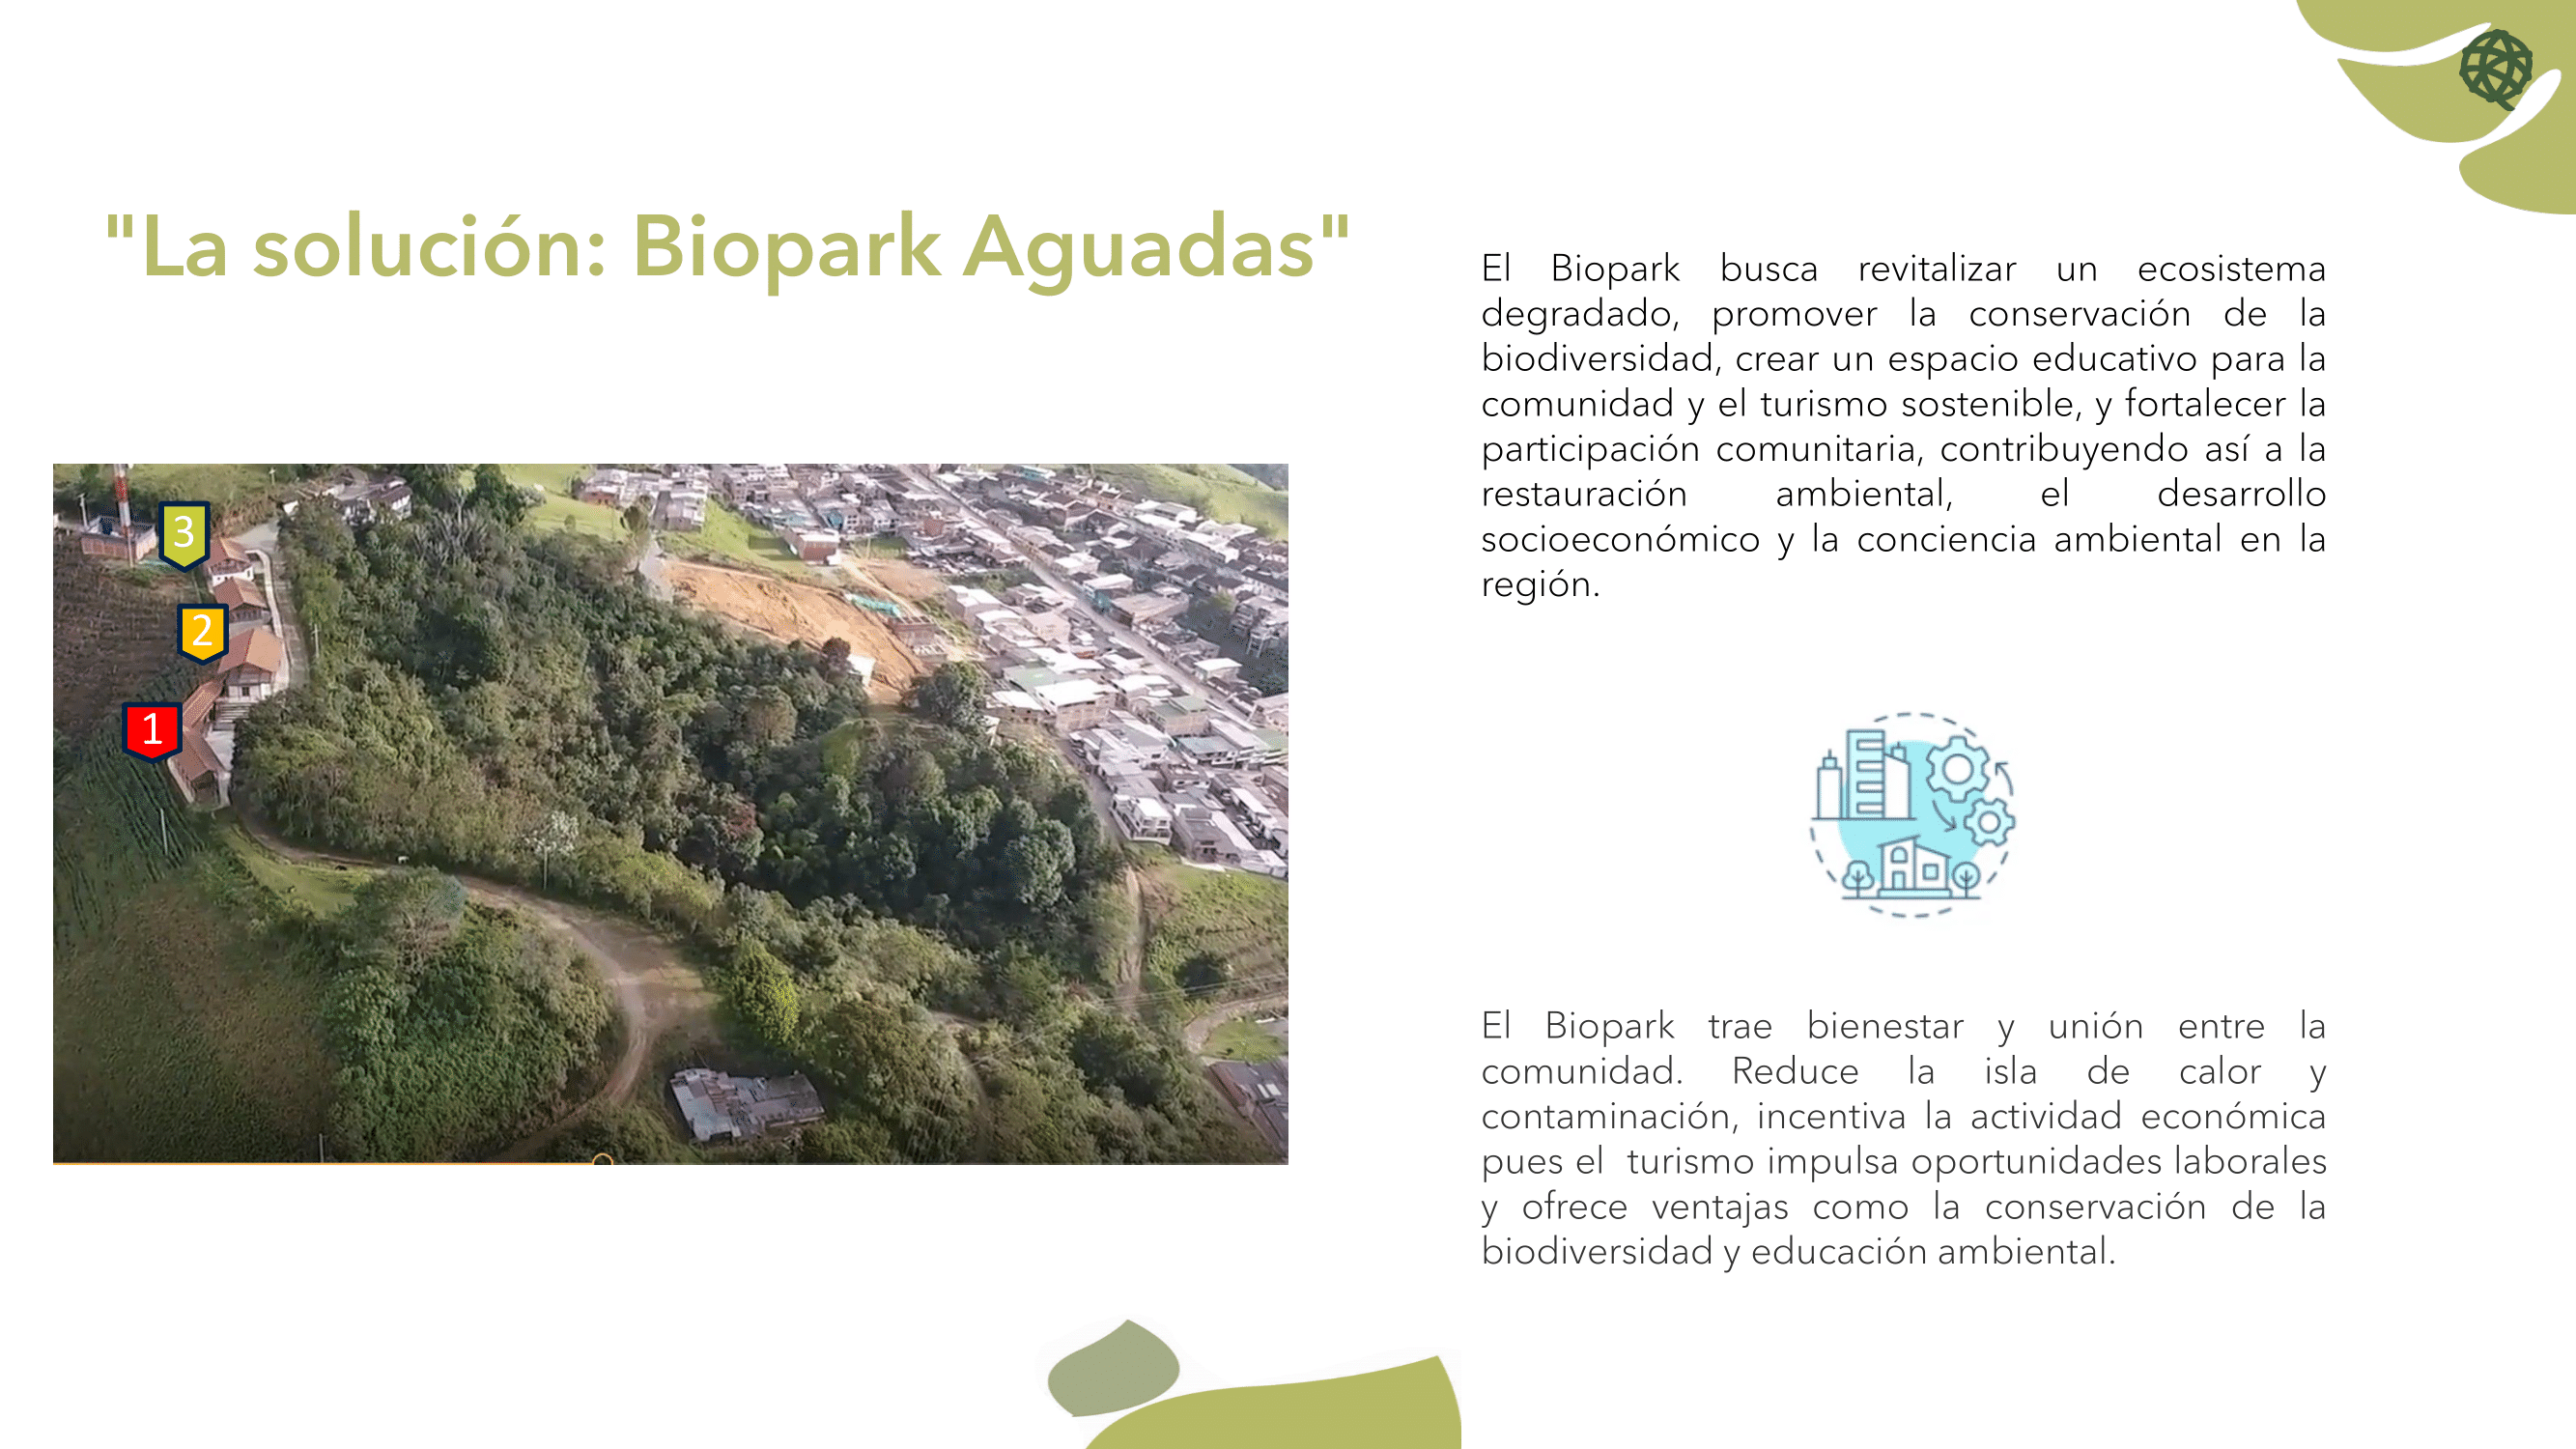 "La solución: Biopark Aguadas"
3
2
1
El Biopark busca revitalizar un ecosistema
degradado, promover la conservación de la
biodiversidad, crear un espacio educativo para la
comunidad y el turismo sostenible, y fortalecer la
participación comunitaria, contribuyendo así a la
restauración ambiental, el desarrollo
socioeconómico y la conciencia ambiental en la
región.
El Biopark trae bienestar y unión entre la
comunidad. Reduce la isla de calor y
contaminación, incentiva la actividad económica
pues el  turismo impulsa oportunidades laborales
y ofrece ventajas como la conservación de la
biodiversidad y educación ambiental.